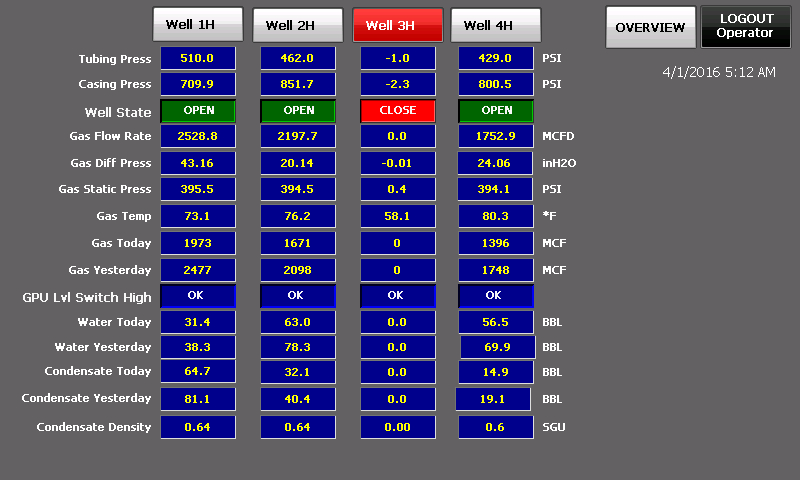 Well 1H Well 2H Well 3H Well 4H OVERVIEW LOGOUT
Operator
Tubing Press 510.0 462.0 -1.0 429.0 PSI
4/1/2016 5:12 AM
Casing Press 709.9 851.7 -2.3 800.5 PSI
Well State OPEN OPEN CLOSE OPEN
Gas Flow Rate 2528.8 2197.7 0.0 1752.9 MCFD
Gas Diff Press 43.16 20.14 -0.01 24.06 inH2O
Gas Static Press 395.5 394.5 0.4 394.1 PSI
Gas Temp 73.1 76.2 58.1 80.3 *F
Gas Today 1973 1671 0 1396 MCF
Gas Yesterday 2477 2098 0 1748 MCF
GPU Lvl Switch High OK OK OK OK
Water Today 31.4 63.0 0.0 56.5 BBL
Water Yesterday 38.3 78.3 0.0 69.9 BBL
Condensate Today 64.7 32.1 0.0 14.9 BBL
Condensate Yesterday 81.1 40.4 0.0 19.1 BBL
Condensate Density 0.64 0.64 0.00 0.6 SGU